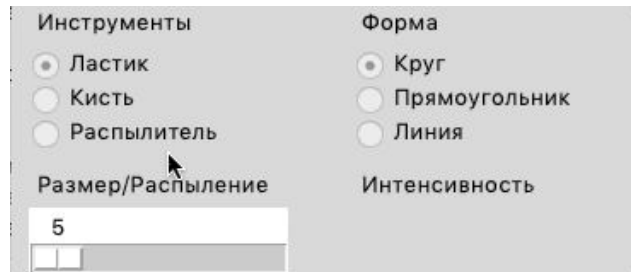 Инструменты
Форма
Ластик
Круг
Кисть
Прямоугольник
Распылитель
Линия
Размер/Распыление
Интенсивность
5